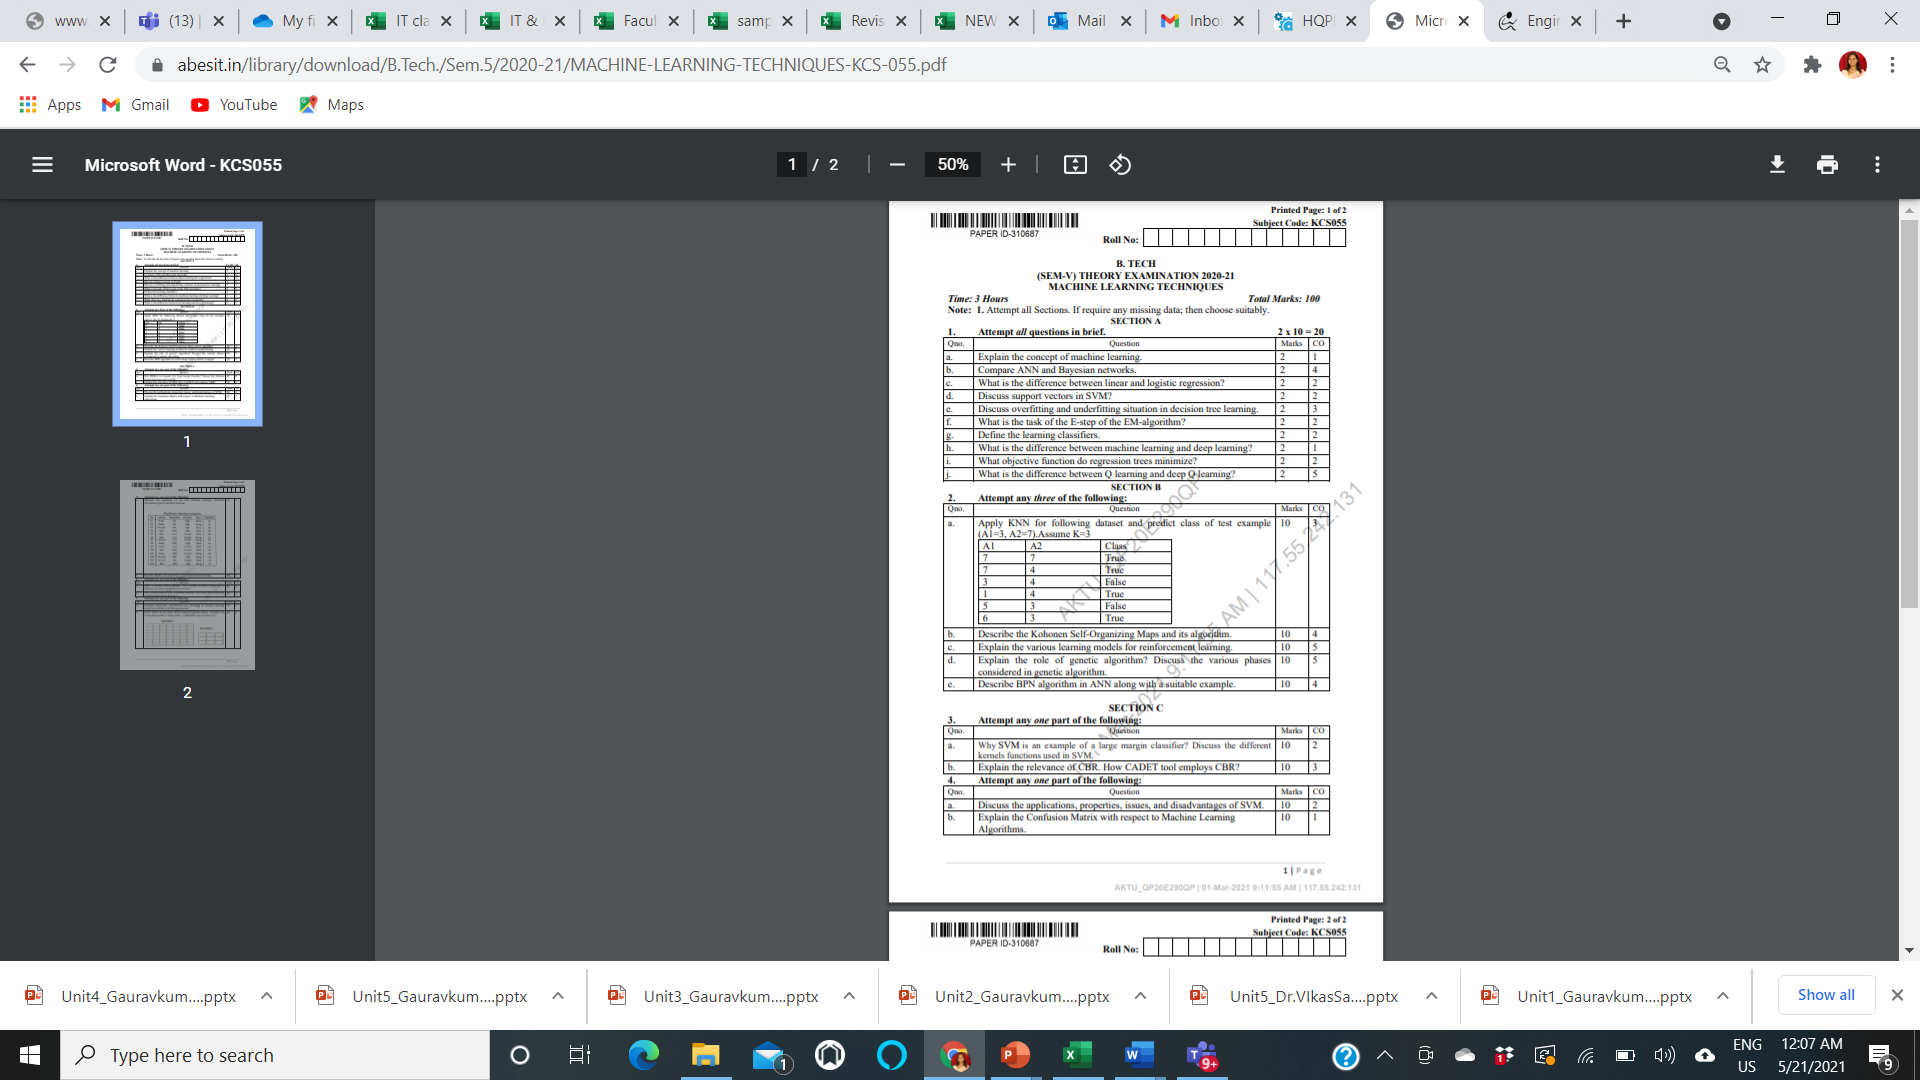 www.
(13) |
My fi
IT cla
IT &
Facul
samp
Revis
NEW
Mail
Inbo
HQP
Micr
Engi
abesit.in/library/download/B.Tech./Sem.5/2020-21/MACHINE-LEARNING-TECHNIQUES-KCS-055.pdf
Apps
Gmail
YouTube
Maps
Microsoft Word - KCS055
1 / 2
50%
1
2
Printed Page: 1 of 2
Subject Code: KCS055
PAPER ID-310687
Roll No:
B. TECH
(SEM-V) THEORY EXAMINATION 2020-21
MACHINE LEARNING TECHNIQUES
Time: 3 Hours Total Marks: 100
Note: 1. Attempt all Sections. If require any missing data; then choose suitably.
SECTION A
1. Attempt all questions in brief. 2 x 10 = 20
Qno. Question Marks CO
a. Explain the concept of machine learning. 2 1
b. Compare ANN and Bayesian networks. 2 4
c. What is the difference between linear and logistic regression? 2 2
d. Discuss support vectors in SVM? 2 2
e. Discuss overfitting and underfitting situation in decision tree learning. 2 3
f. What is the task of the E-step of the EM-algorithm? 2 2
g. Define the learning classifiers. 2 2
h. What is the difference between machine learning and deep learning? 2 1
i. What objective function do regression trees minimize? 2 2
j. What is the difference between Q learning and deep Q learning? 2 5
SECTION B
2. Attempt any three of the following:
Qno. Question Marks CO
a. Apply KNN for following dataset and predict class of test example 10 3
(A1=3, A2=7).Assume K=3
A1 A2 Class
7 7 True
7 4 True
3 4 False
1 4 True
5 3 False
6 3 True
b. Describe the Kohonen Self-Organizing Maps and its algorithm. 10 4
c. Explain the various learning models for reinforcement learning. 10 5
d. Explain the role of genetic algorithm? Discuss the various phases 10 5
considered in genetic algorithm.
e. Describe BPN algorithm in ANN along with a suitable example. 10 4
SECTION C
3. Attempt any one part of the following:
Qno. Question Marks CO
a. Why SVM is an example of a large margin classifier? Discuss the different 10 2
kernels functions used in SVM.
b. Explain the relevance of CBR. How CADET tool employs CBR? 10 3
4. Attempt any one part of the following:
Qno. Question Marks CO
a. Discuss the applications, properties, issues, and disadvantages of SVM. 10 2
b. Explain the Confusion Matrix with respect to Machine Learning 10 1
Algorithms.
1 | Page
AKTU_QP20E290QP | 01-Mar-2021 9:11:55 AM | 117.55.242.131
Printed Page: 2 of 2
Subject Code: KCS055
PAPER ID-310687
Roll No:
Unit4_Gauravkum....pptx
Unit5_Gauravkum....pptx
Unit3_Gauravkum....pptx
Unit2_Gauravkum....pptx
Unit5_Dr.VIkasSa....pptx
Unit1_Gauravkum....pptx
Show all
Type here to search
1
9+
1
ENG
US
12:07 AM
5/21/2021
9